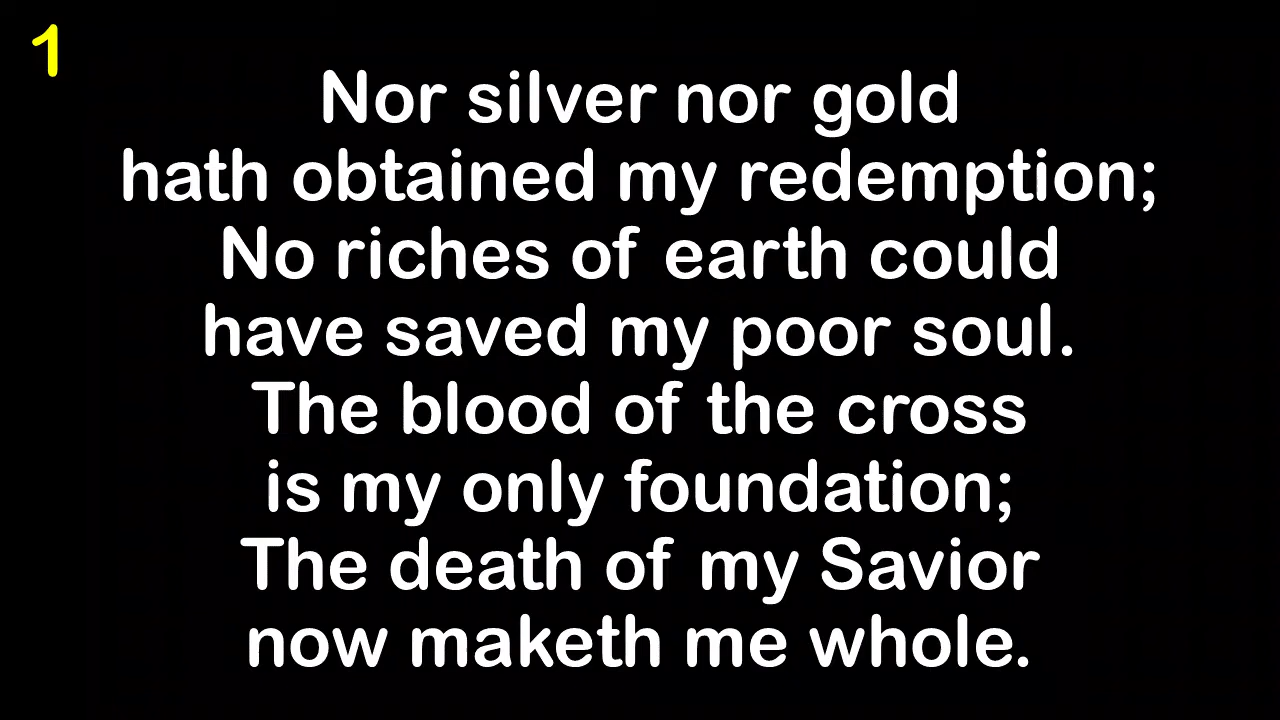 1
Nor silver nor gold
hath obtained my redemption;
No riches of earth could
have saved my poor soul.
The blood of the cross
is my only foundation;
The death of my Savior
now maketh me whole.